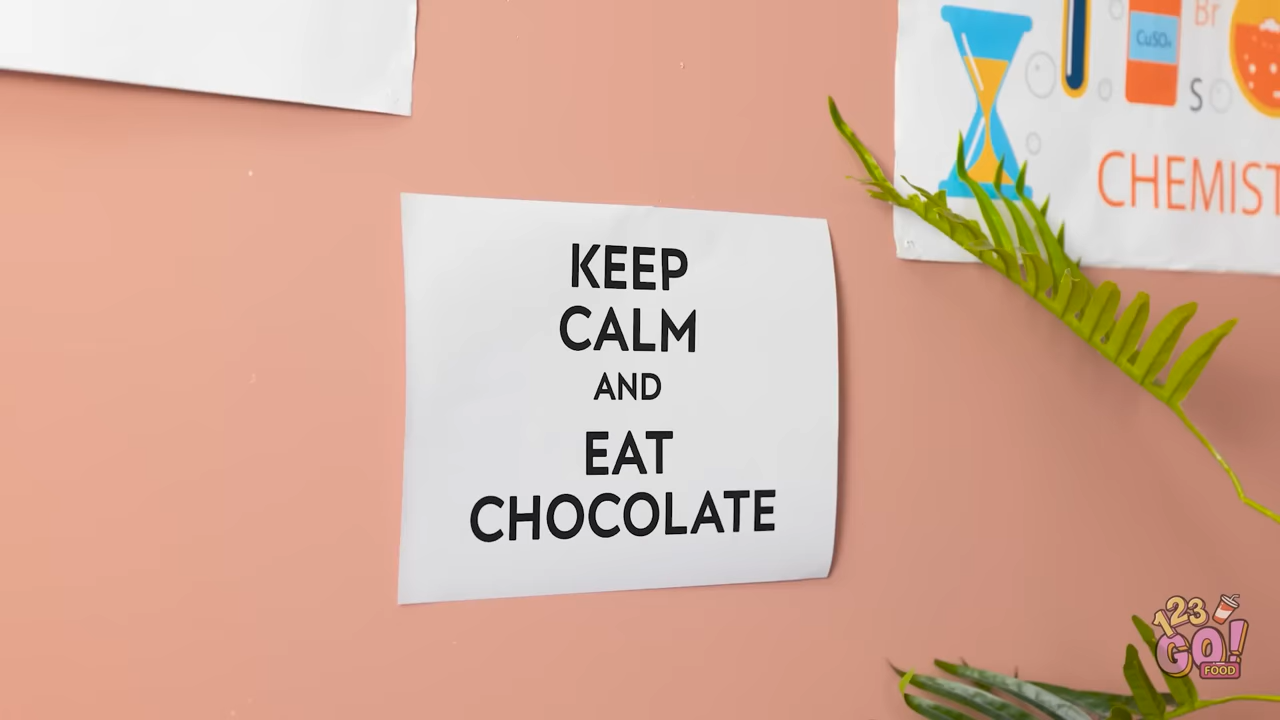 Br
CuSO₄
S
CHEMIST
KEEP
CALM
AND
EAT
CHOCOLATE
123
GO!
FOOD